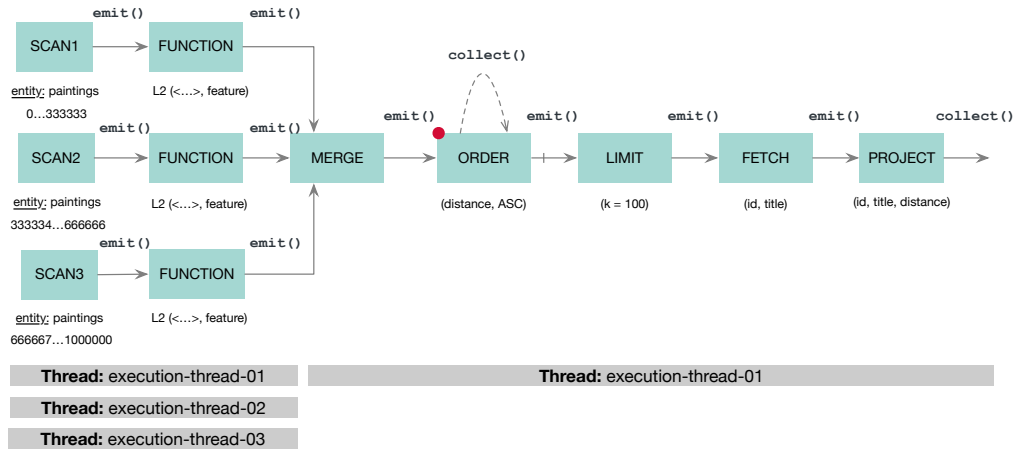 emit()
emit()
SCAN1
FUNCTION
collect()
entity: paintings
L2 (<...>, feature)
0...333333
emit()
emit()
emit()
emit()
emit()
emit()
collect()
SCAN2
FUNCTION
MERGE
ORDER
LIMIT
FETCH
PROJECT
entity: paintings
L2 (<...>, feature)
(distance, ASC)
(k = 100)
(id, title)
(id, title, distance)
333334...666666
emit()
emit()
SCAN3
FUNCTION
entity: paintings
L2 (<...>, feature)
666667...1000000
Thread: execution-thread-01
Thread: execution-thread-01
Thread: execution-thread-02
Thread: execution-thread-03